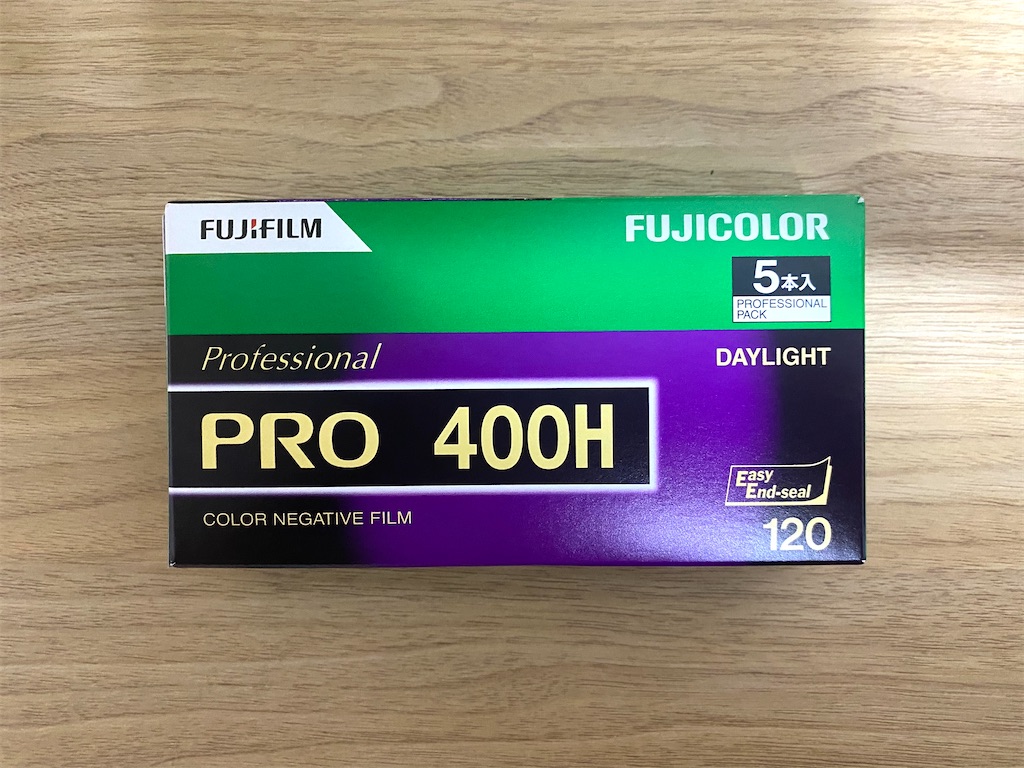 FUJIFILM
FUJICOLOR
5本入
PROFESSIONAL
PACK
Professional
DAYLIGHT
PRO 400H
Easy
End-seal
COLOR NEGATIVE FILM
120